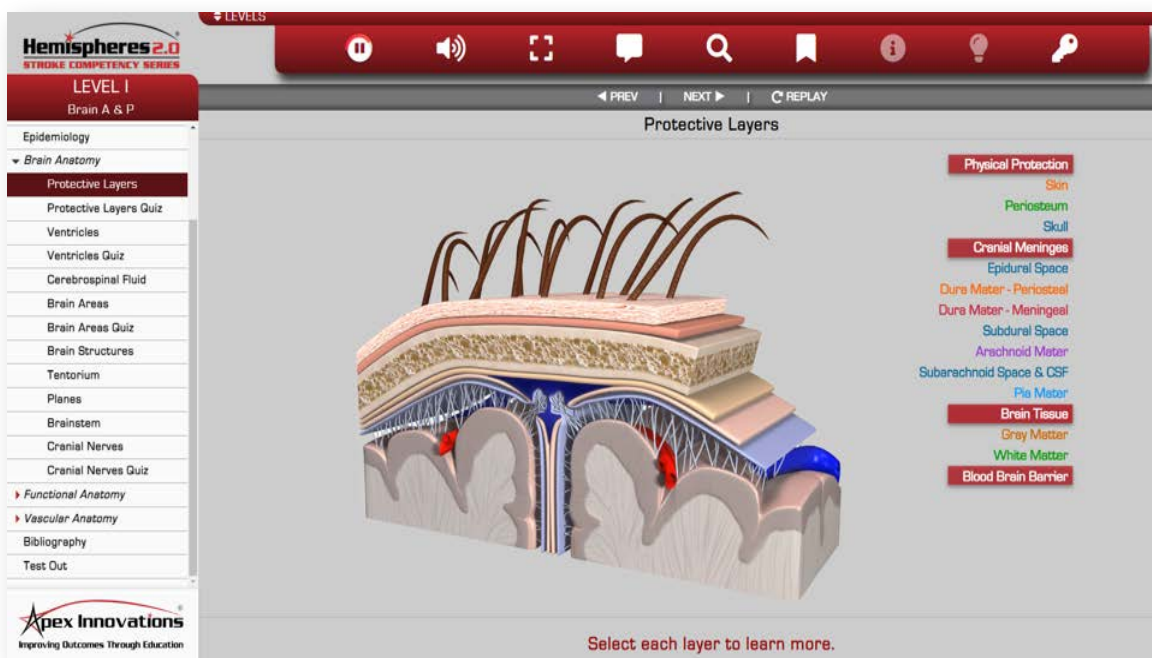 LEVELS
Hemispheres 2.0
STROKE COMPETENCY SERIES
LEVEL I
Brain A & P
PREV | NEXT | REPLAY
Protective Layers
Epidemiology
Brain Anatomy
Protective Layers
Protective Layers Quiz
Ventricles
Ventricles Quiz
Cerebrospinal Fluid
Brain Areas
Brain Areas Quiz
Brain Structures
Tentorium
Planes
Brainstem
Cranial Nerves
Cranial Nerves Quiz
Functional Anatomy
Vascular Anatomy
Bibliography
Test Out
Physical Protection
Skin
Periosteum
Skull
Cranial Meninges
Epidural Space
Dura Mater - Periosteal
Dura Mater - Meningeal
Subdural Space
Arachnoid Mater
Subarachnoid Space & CSF
Pia Mater
Brain Tissue
Gray Matter
White Matter
Blood Brain Barrier
Apex Innovations
Improving Outcomes Through Education
Select each layer to learn more.